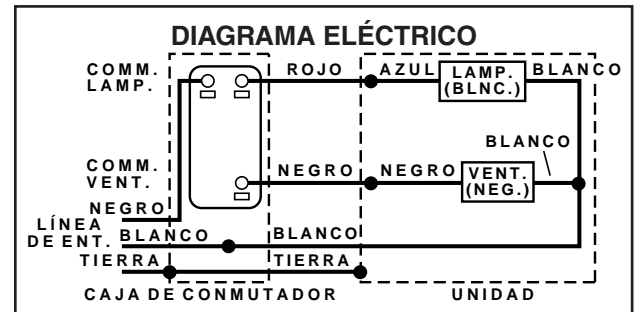 DIAGRAMA ELÉCTRICO
COMM.
LAMP.
ROJO
AZUL
LAMP.
(BLNC.)
BLANCO
BLANCO
COMM.
VENT.
NEGRO
NEGRO
VENT.
(NEG.)
NEGRO
LÍNEA
DE ENT.
BLANCO
BLANCO
TIERRA
TIERRA
CAJA DE CONMUTADOR
UNIDAD